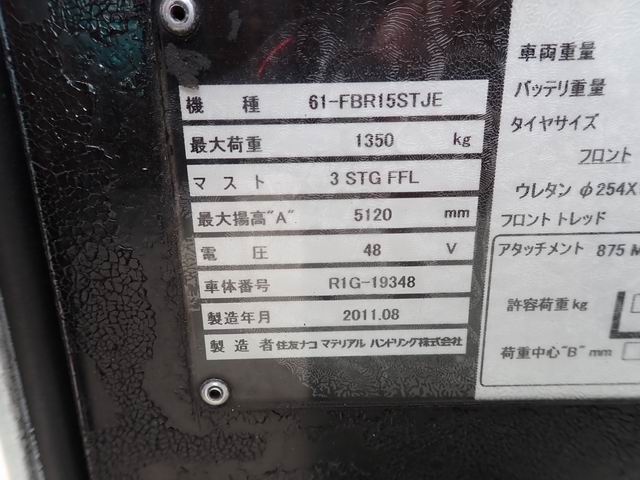 機種 61-FBR15STJE
最大荷重 1350 kg
マスト 3 STG FFL
最大揚高"A" 5120 mm
電圧 48 V
車体番号 R1G-19348
製造年月 2011.08
製造者 住友ナコ マテリアル ハンドリング株式会社
車両重量
バッテリ重量
タイヤサイズ
フロント
ウレタン φ254X
フロントトレッド
アタッチメント 875 M
許容荷重 kg
荷重中心"B" mm